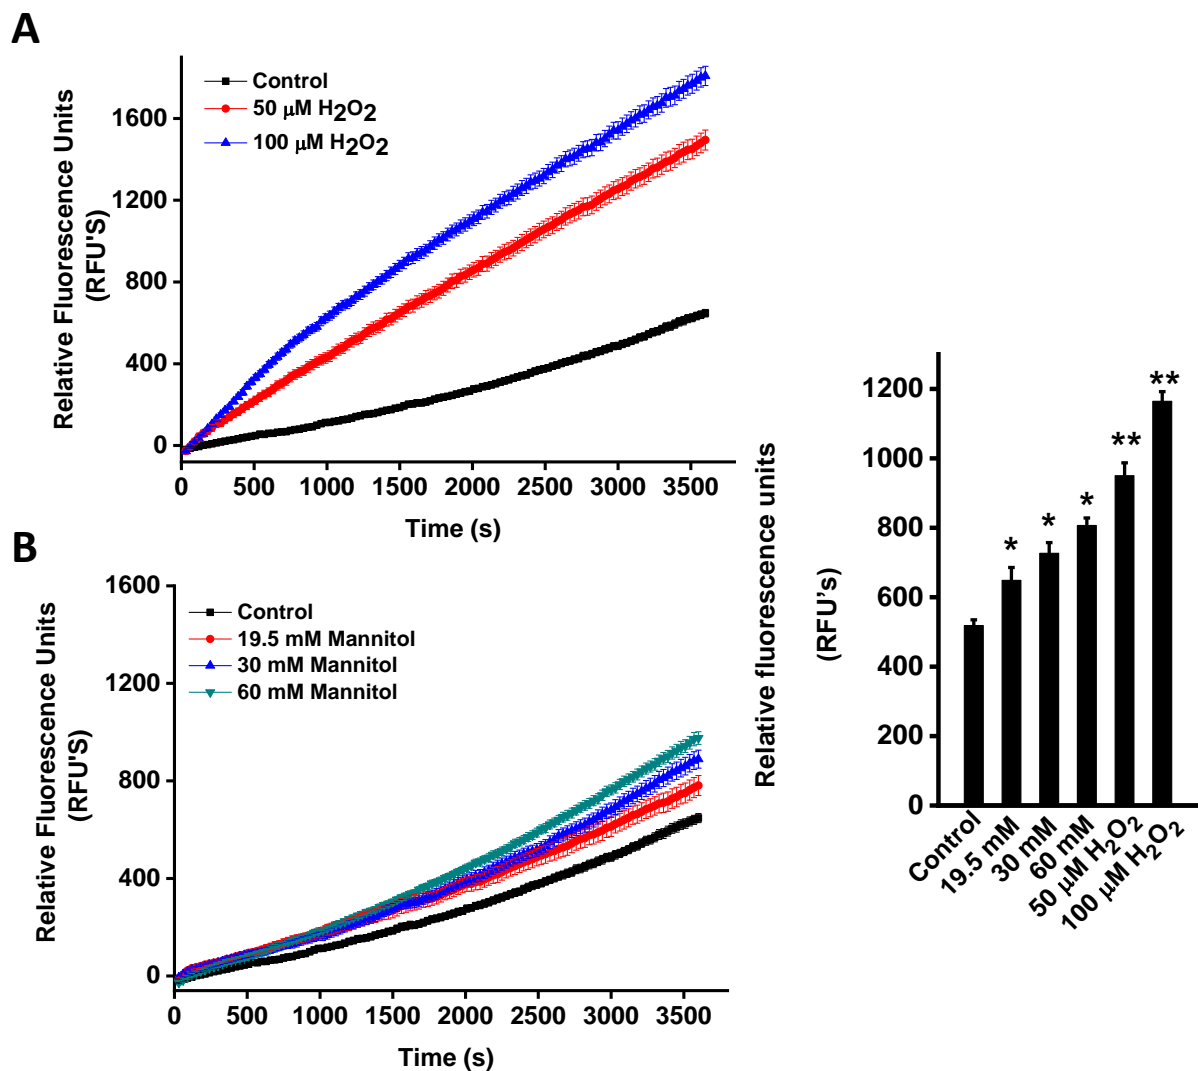 A
Relative Fluorescence Units
(RFU'S)
1600
1200
800
400
0
Control
50 μM H2O2
100 μM H2O2
0 500 1000 1500 2000 2500 3000 3500
Time (s)
B
Relative Fluorescence Units
(RFU'S)
1600
1200
800
400
0
Control
19.5 mM Mannitol
30 mM Mannitol
60 mM Mannitol
0 500 1000 1500 2000 2500 3000 3500
Time (s)
Relative fluorescence units
(RFU’s)
1200
1000
800
600
400
200
0
*
*
*
**
**
Control
19.5 mM
30 mM
60 mM
50 μM H2O2
100 μM H2O2